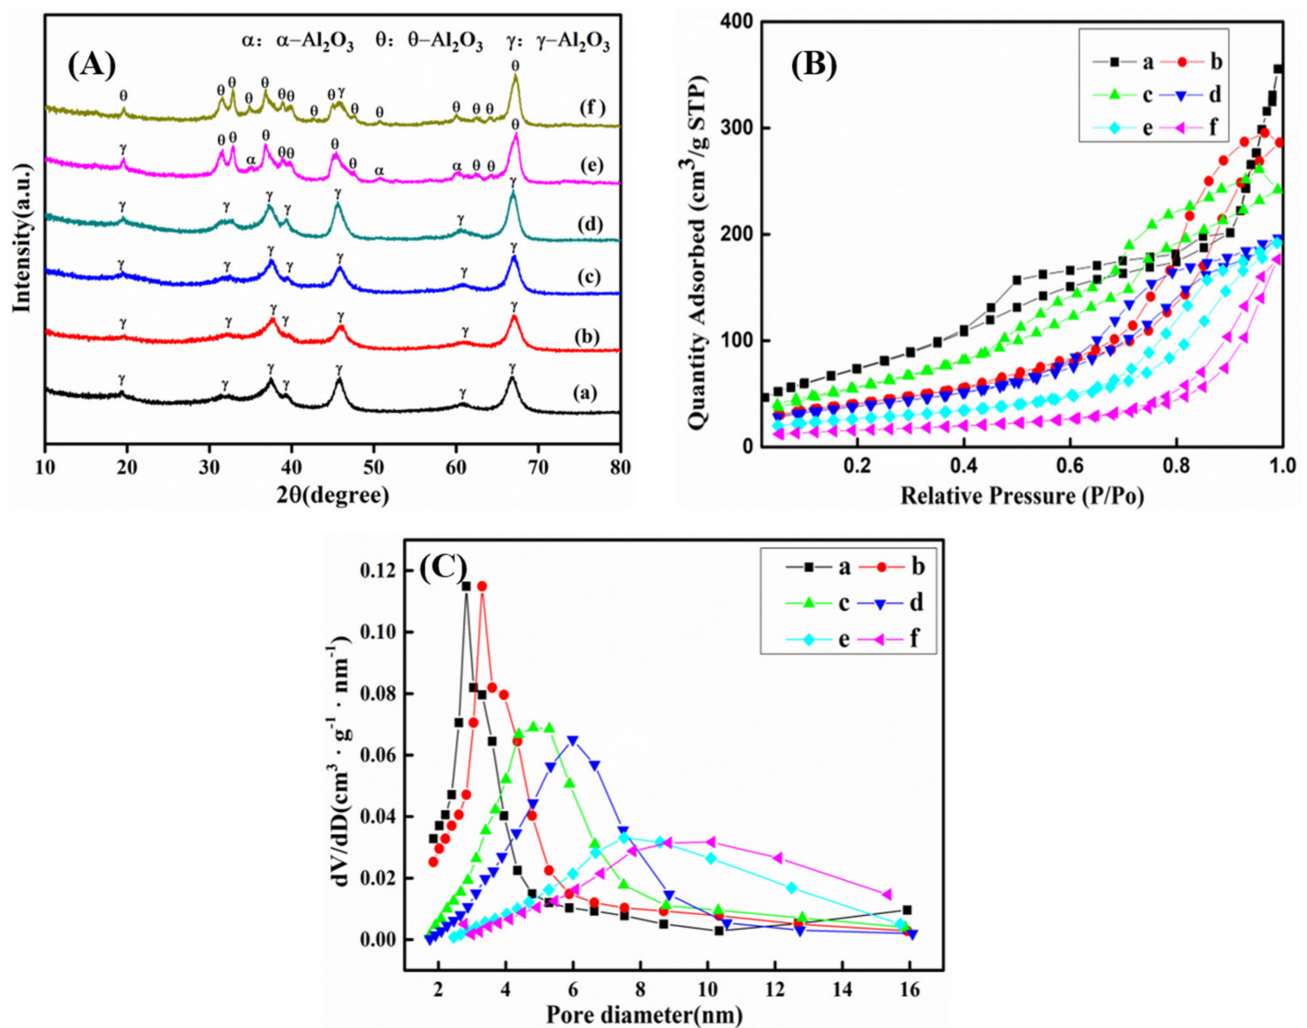 (A)
α: α–Al2O3 θ: θ–Al2O3 γ: γ–Al2O3
θ θ θ θ θ θ θ θ θ γ θ θ θ θ θ θ
(f)
γ θ θ α θ θ θ θ θ α α θ θ θ
(e)
γ γ γ γ γ γ γ
(d)
γ γ γ γ γ γ γ
(c)
γ γ γ γ γ γ γ
(b)
γ γ γ γ γ γ γ
(a)
Intensity(a.u.)
10 20 30 40 50 60 70 80
2θ(degree)
(B)
a b
c d
e f
Quantity Adsorbed (cm3/g STP)
400
300
200
100
0
0.2 0.4 0.6 0.8 1.0
Relative Pressure (P/Po)
(C)
a b
c d
e f
dV/dD(cm3 · g-1 · nm-1)
0.12
0.10
0.08
0.06
0.04
0.02
0.00
2 4 6 8 10 12 14 16
Pore diameter(nm)